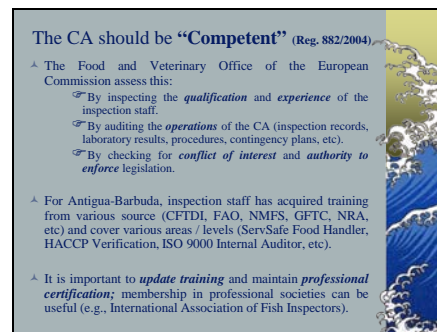 The CA should be “Competent” (Reg. 882/2004)
The Food and Veterinary Office of the European
Commission assess this:
By inspecting the qualification and experience of the
inspection staff.
By auditing the operations of the CA (inspection records,
laboratory results, procedures, contingency plans, etc).
By checking for conflict of interest and authority to
enforce legislation.
For Antigua-Barbuda, inspection staff has acquired training
from various source (CFTDI, FAO, NMFS, GFTC, NRA,
etc) and cover various areas / levels (ServSafe Food Handler,
HACCP Verification, ISO 9000 Internal Auditor, etc).
It is important to update training and maintain professional
certification; membership in professional societies can be
useful (e.g., International Association of Fish Inspectors).